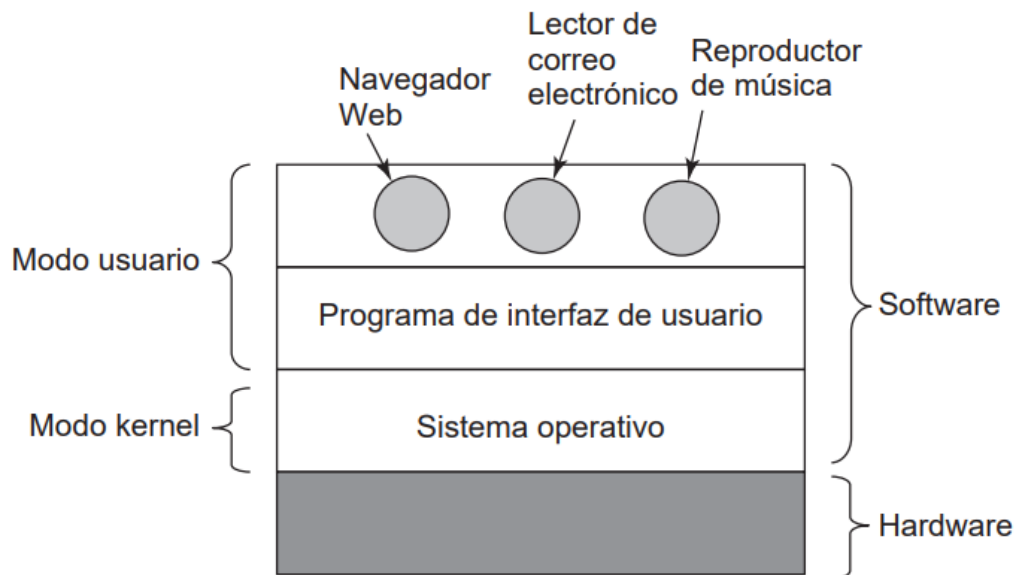 Navegador
Web
Lector de
correo
electrónico
Reproductor
de música
Modo usuario
Programa de interfaz de usuario
Software
Modo kernel
Sistema operativo
Hardware